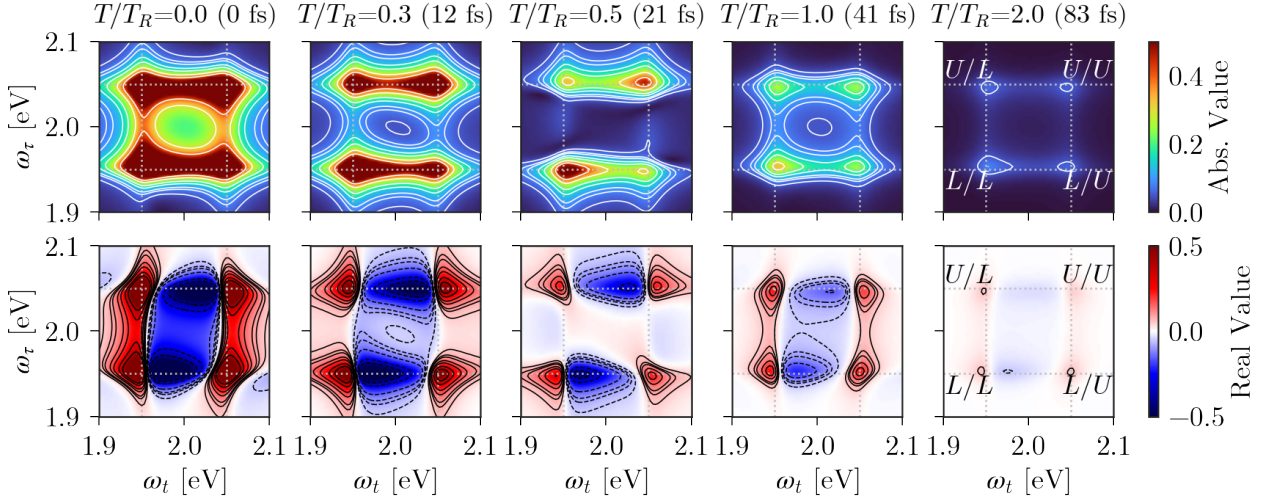 T/T_R=0.0 (0 fs) T/T_R=0.3 (12 fs) T/T_R=0.5 (21 fs) T/T_R=1.0 (41 fs) T/T_R=2.0 (83 fs)
2.1
2.0
1.9
ω_τ [eV]
U/L U/U
L/L L/U
0.4
0.2
0.0
Abs. Value
2.1
2.0
1.9
ω_τ [eV]
U/L U/U
L/L L/U
0.5
0.0
−0.5
Real Value
1.9 2.0 2.1 1.9 2.0 2.1 1.9 2.0 2.1 1.9 2.0 2.1 1.9 2.0 2.1
ω_t [eV] ω_t [eV] ω_t [eV] ω_t [eV] ω_t [eV]